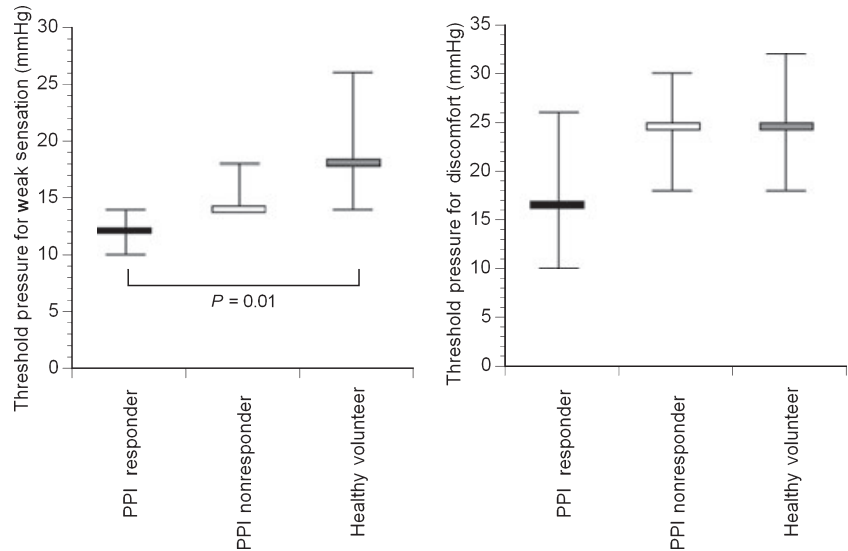 Threshold pressure for weak sensation (mmHg)
30
25
20
15
10
5
0
P = 0.01
PPI responder
PPI nonresponder
Healthy volunteer
Threshold pressure for discomfort (mmHg)
35
30
25
20
15
10
5
0
PPI responder
PPI nonresponder
Healthy volunteer